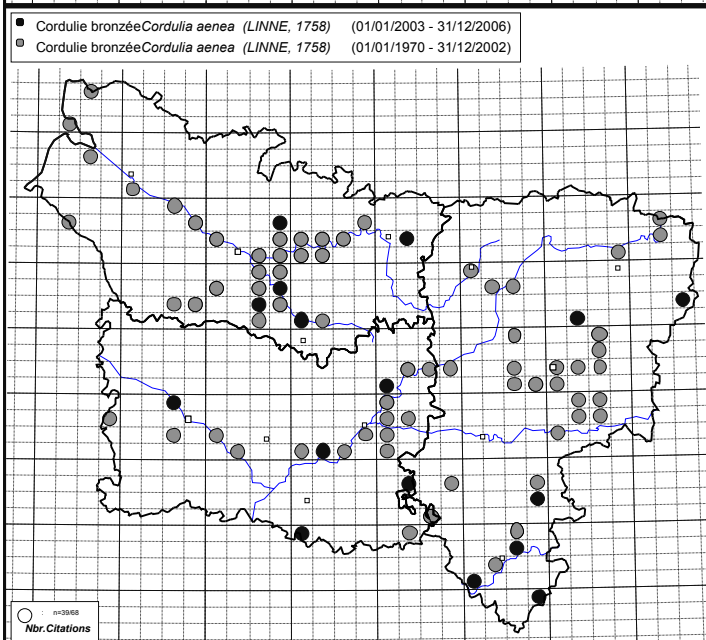 Cordulie bronzéeCordulia aenea (LINNE, 1758) (01/01/2003 - 31/12/2006)
Cordulie bronzéeCordulia aenea (LINNE, 1758) (01/01/1970 - 31/12/2002)
: n=39/68
Nbr.Citations